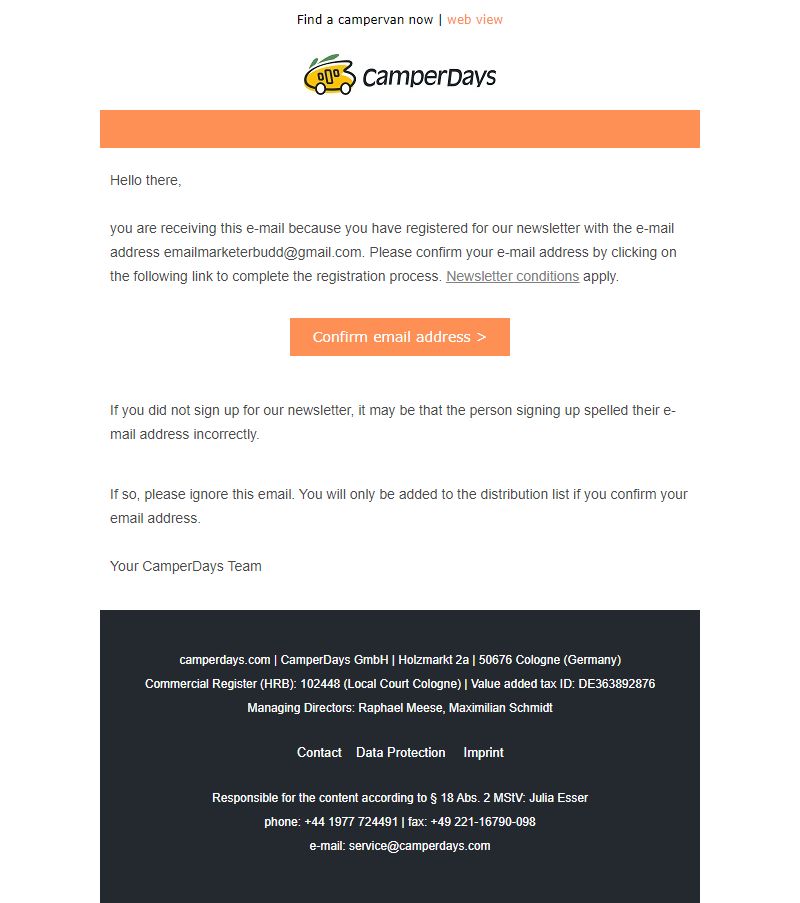 Find a campervan now | web view
CamperDays
Hello there,
you are receiving this e-mail because you have registered for our newsletter with the e-mail
address emailmarketerbudd@gmail.com. Please confirm your e-mail address by clicking on
the following link to complete the registration process. Newsletter conditions apply.
Confirm email address >
If you did not sign up for our newsletter, it may be that the person signing up spelled their e-
mail address incorrectly.
If so, please ignore this email. You will only be added to the distribution list if you confirm your
email address.
Your CamperDays Team
camperdays.com | CamperDays GmbH | Holzmarkt 2a | 50676 Cologne (Germany)
Commercial Register (HRB): 102448 (Local Court Cologne) | Value added tax ID: DE363892876
Managing Directors: Raphael Meese, Maximilian Schmidt
Contact Data Protection Imprint
Responsible for the content according to § 18 Abs. 2 MStV: Julia Esser
phone: +44 1977 724491 | fax: +49 221-16790-098
e-mail: service@camperdays.com